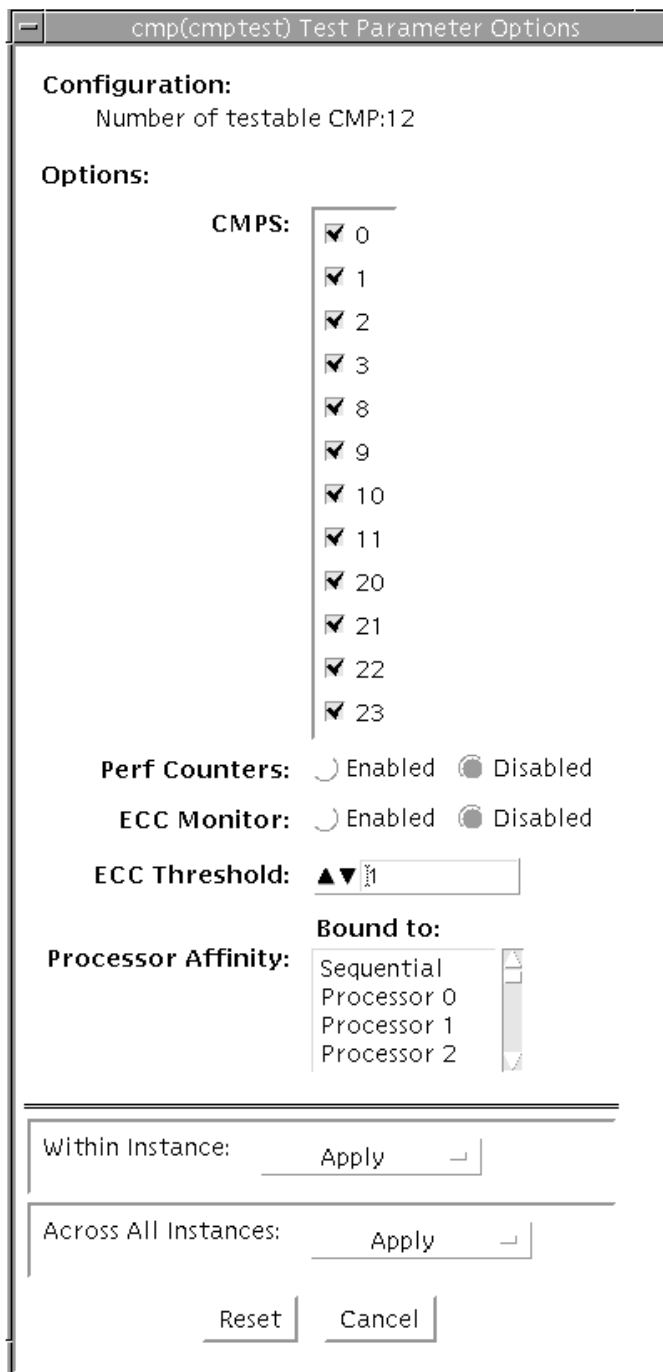 cmp(cmptest) Test Parameter Options
Configuration:
Number of testable CMP:12
Options:
CMPS:
0
1
2
3
8
9
10
11
20
21
22
23
Perf Counters: Enabled Disabled
ECC Monitor: Enabled Disabled
ECC Threshold: 1
Bound to:
Processor Affinity:
Sequential
Processor 0
Processor 1
Processor 2
Within Instance: Apply
Across All Instances: Apply
Reset Cancel